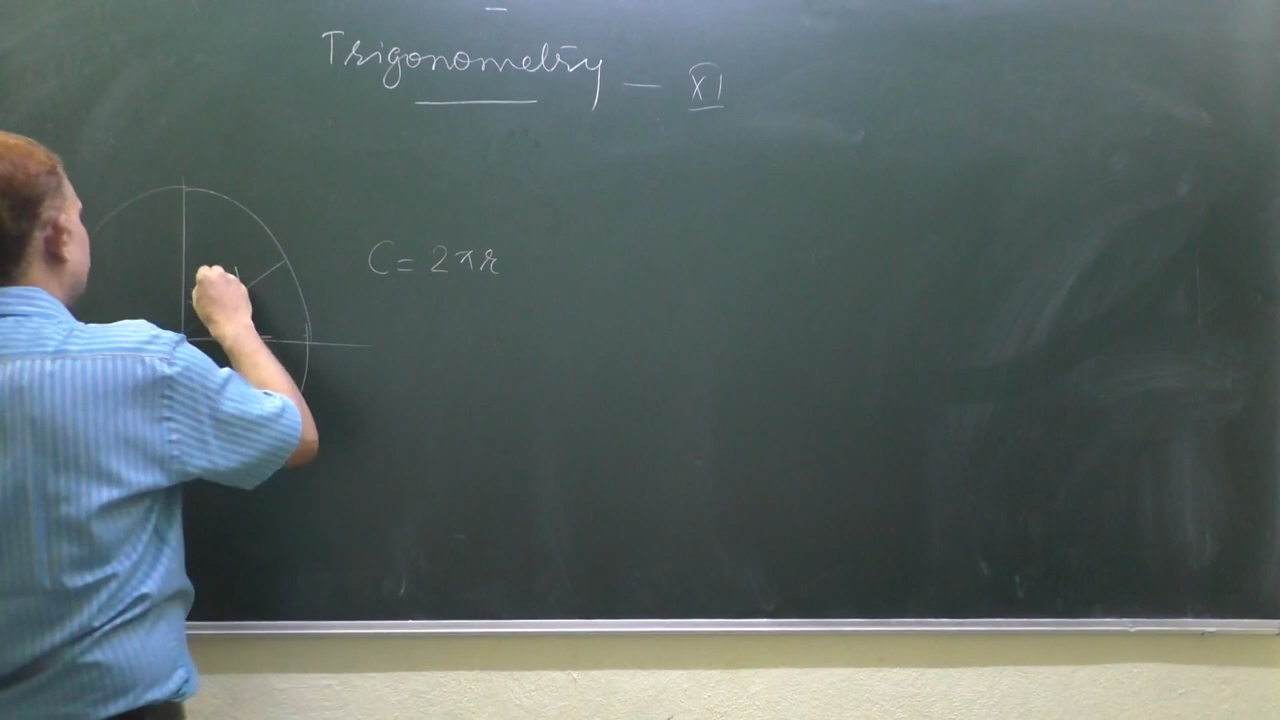 Trigonometry — XI
C = 2πr